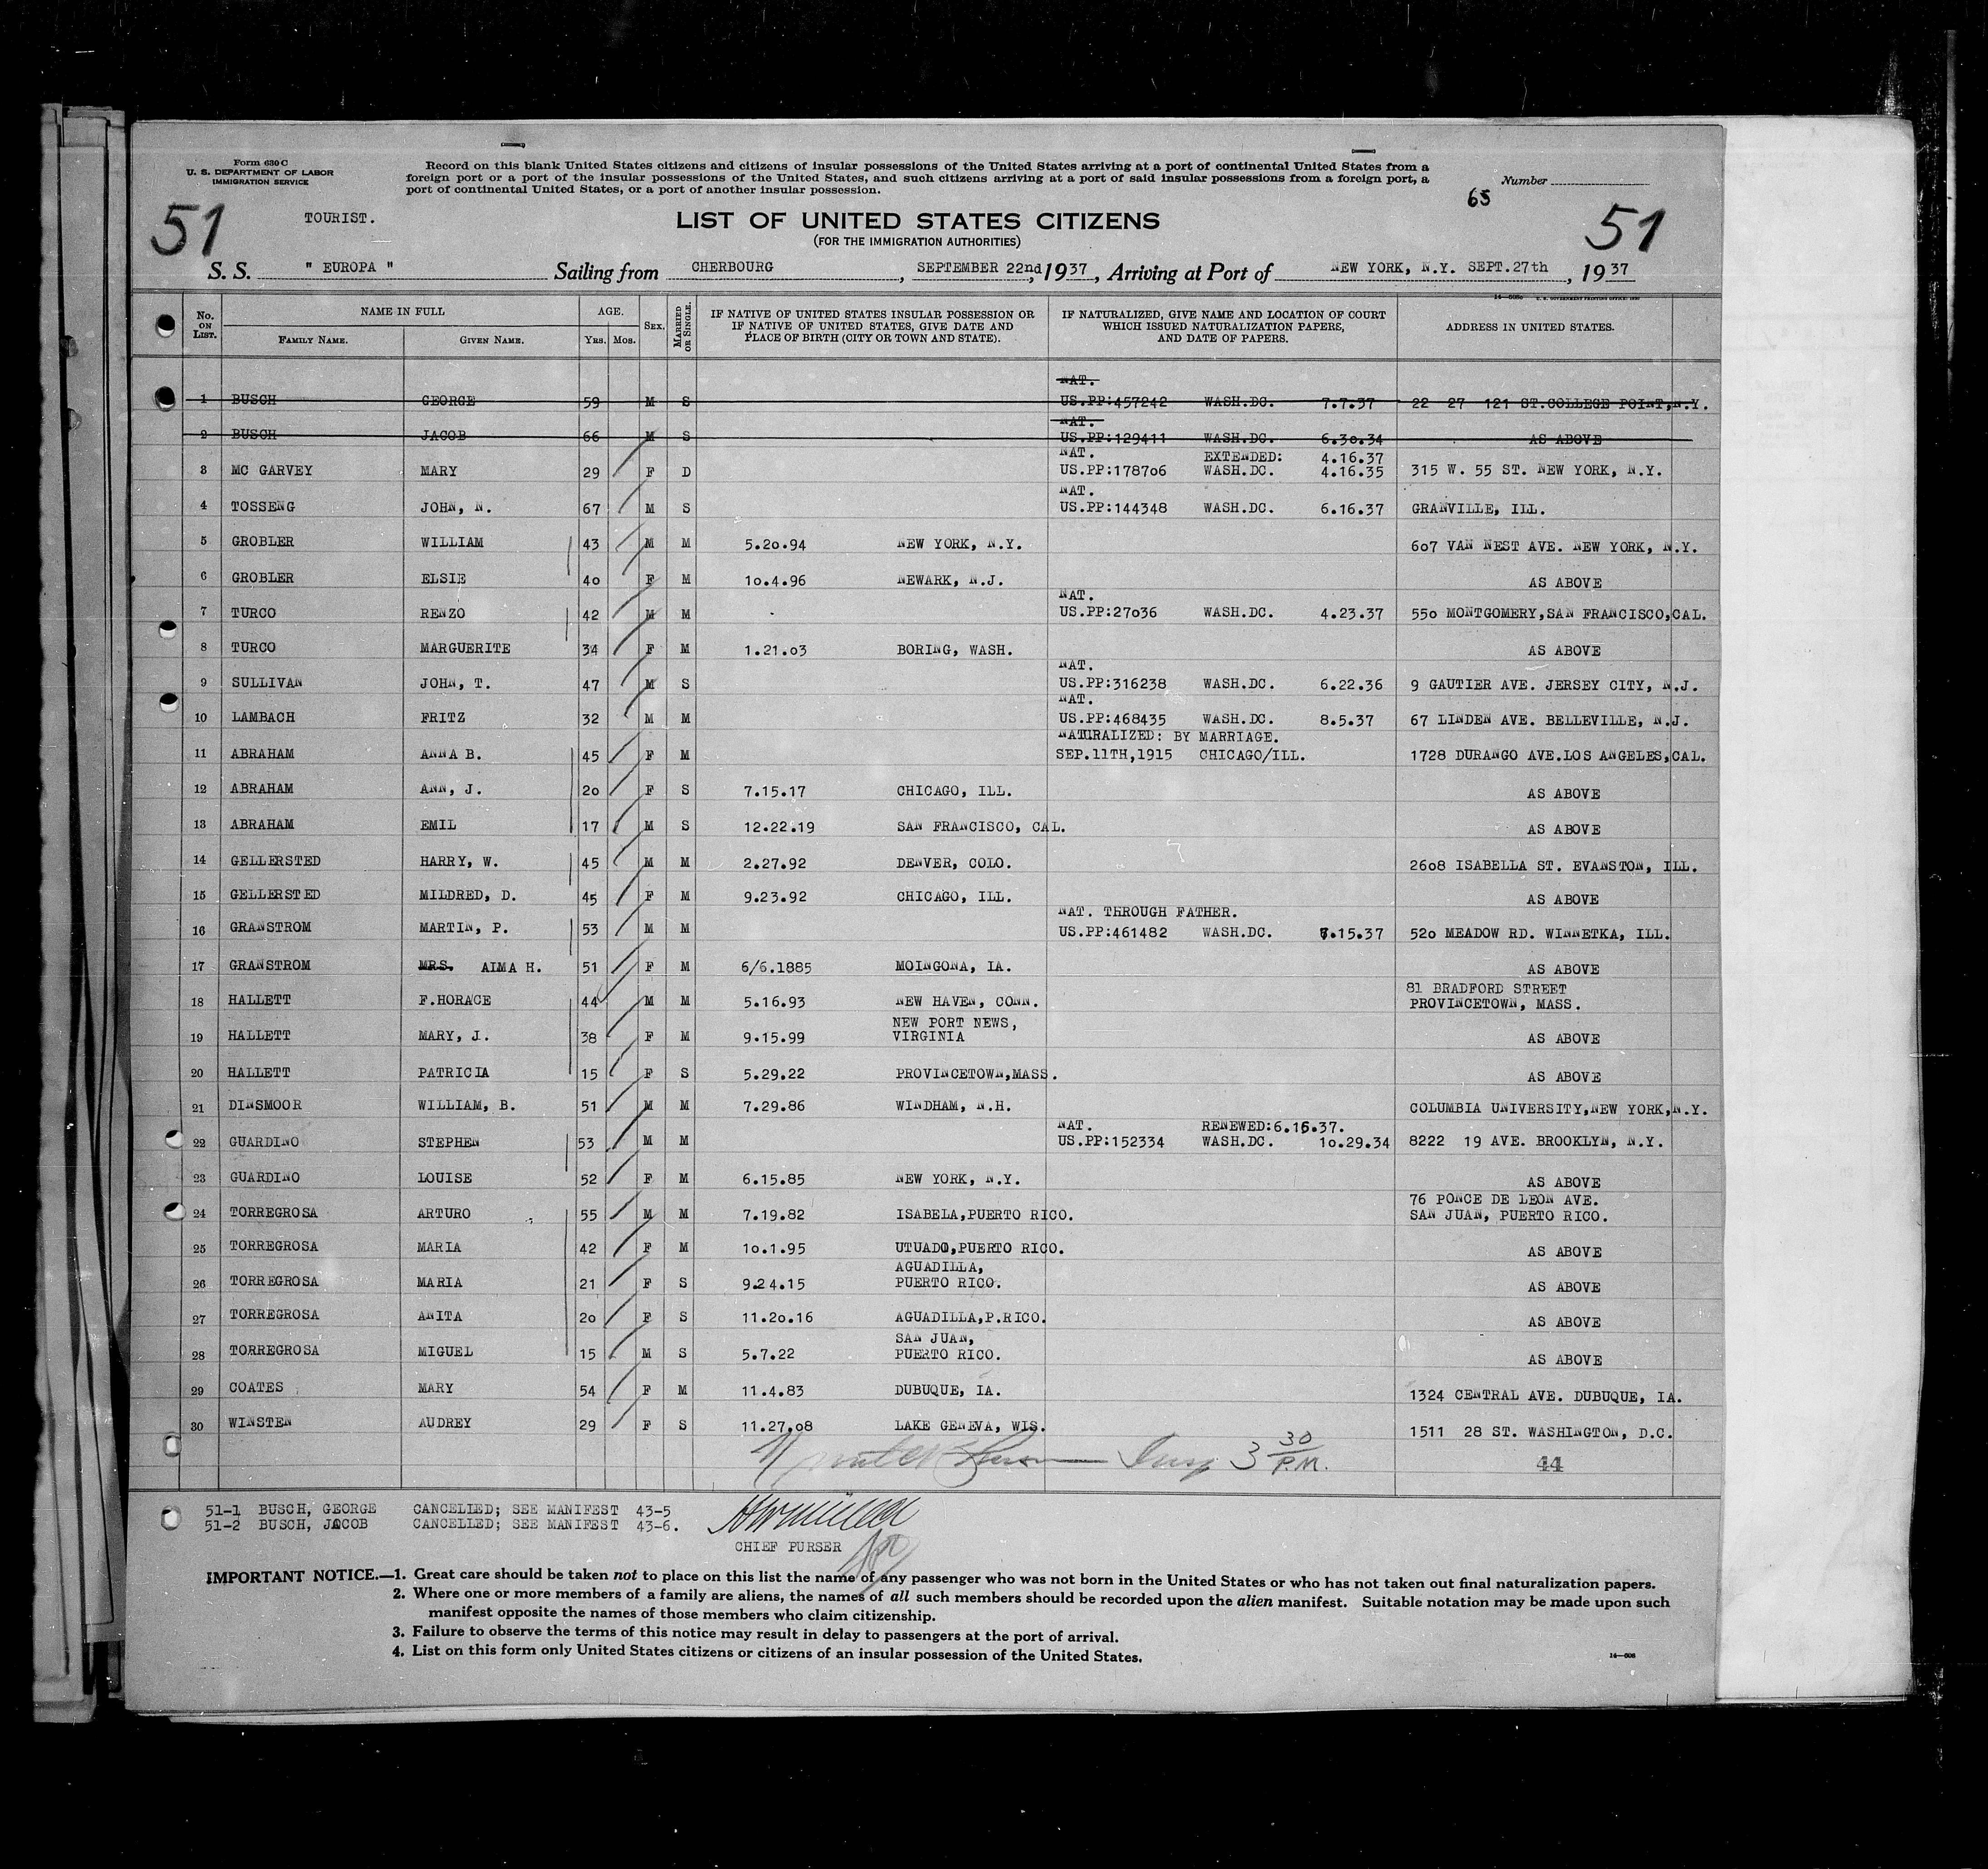 Form 630 C
U. S. DEPARTMENT OF LABOR
IMMIGRATION SERVICE
Record on this blank United States citizens and citizens of insular possessions of the United States arriving at a port of continental United States from a
foreign port or a port of the insular possessions of the United States, and such citizens arriving at a port of said insular possessions from a foreign port, a
port of continental United States, or a port of another insular possession.
Number
65
51 TOURIST. LIST OF UNITED STATES CITIZENS 51
(FOR THE IMMIGRATION AUTHORITIES)
S. S. " EUROPA " Sailing from CHERBOURG, SEPTEMBER 22nd, 1937, Arriving at Port of NEW YORK, N.Y. SEPT.27th, 1937
No. ON LIST. NAME IN FULL FAMILY NAME. GIVEN NAME. AGE. YRS. MOS. SEX. MARRIED OR SINGLE. IF NATIVE OF UNITED STATES INSULAR POSSESSION OR IF NATIVE OF UNITED STATES, GIVE DATE AND PLACE OF BIRTH (CITY OR TOWN AND STATE). IF NATURALIZED, GIVE NAME AND LOCATION OF COURT WHICH ISSUED NATURALIZATION PAPERS, AND DATE OF PAPERS. ADDRESS IN UNITED STATES.
NAT.
1 BUSCH GEORGE 59 M S US.PP:457242 WASH.DC. 7.7.37 22 27 121 ST.COLLEGE POINT,N.Y.
NAT.
2 BUSCH JACOB 66 M S US.PP:129411 WASH.DC. 6.30.34 AS ABOVE
NAT. EXTENDED: 4.16.37
3 MC GARVEY MARY 29 F D US.PP:178706 WASH.DC. 4.16.35 315 W. 55 ST. NEW YORK, N.Y.
NAT.
4 TOSSENG JOHN, N. 67 M S US.PP:144348 WASH.DC. 6.16.37 GRANVILLE, ILL.
5 GROBLER WILLIAM 43 M M 5.20.94 NEW YORK, N.Y. 607 VAN NEST AVE. NEW YORK, N.Y.
6 GROBLER ELSIE 40 F M 10.4.96 NEWARK, N.J. AS ABOVE
NAT.
7 TURCO RENZO 42 M M US.PP:27036 WASH.DC. 4.23.37 550 MONTGOMERY,SAN FRANCISCO,CAL.
8 TURCO MARGUERITE 34 F M 1.21.03 BORING, WASH. AS ABOVE
NAT.
9 SULLIVAN JOHN, T. 47 M S US.PP:316238 WASH.DC. 6.22.36 9 GAUTIER AVE. JERSEY CITY, N.J.
NAT.
10 LAMBACH FRITZ 32 M M US.PP:468435 WASH.DC. 8.5.37 67 LINDEN AVE. BELLEVILLE, N.J.
NATURALIZED: BY MARRIAGE.
11 ABRAHAM ANNA B. 45 F M SEP.11TH,1915 CHICAGO/ILL. 1728 DURANGO AVE.LOS ANGELES,CAL.
12 ABRAHAM ANN, J. 20 F S 7.15.17 CHICAGO, ILL. AS ABOVE
13 ABRAHAM EMIL 17 M S 12.22.19 SAN FRANCISCO, CAL. AS ABOVE
14 GELLERSTED HARRY, W. 45 M M 2.27.92 DENVER, COLO. 2608 ISABELLA ST. EVANSTON, ILL.
15 GELLERSTED MILDRED, D. 45 F M 9.23.92 CHICAGO, ILL. AS ABOVE
NAT. THROUGH FATHER.
16 GRANSTROM MARTIN, P. 53 M M US.PP:461482 WASH.DC. 7.15.37 520 MEADOW RD. WINNETKA, ILL.
17 GRANSTROM MRS. AIMA H. 51 F M 6/6.1885 MOINGONA, IA. AS ABOVE
81 BRADFORD STREET
18 HALLETT F.HORACE 44 M M 5.16.93 NEW HAVEN, CONN. PROVINCETOWN, MASS.
NEW PORT NEWS,
19 HALLETT MARY, J. 38 F M 9.15.99 VIRGINIA AS ABOVE
20 HALLETT PATRICIA 15 F S 5.29.22 PROVINCETOWN,MASS. AS ABOVE
21 DINSMOOR WILLIAM, B. 51 M M 7.29.86 WINDHAM, N.H. COLUMBIA UNIVERSITY,NEW YORK,N.Y.
NAT. RENEWED:6.15.37.
22 GUARDINO STEPHEN 53 M M US.PP:152334 WASH.DC. 10.29.34 8222 19 AVE. BROOKLYN, N.Y.
23 GUARDINO LOUISE 52 F M 6.15.85 NEW YORK, N.Y. AS ABOVE
76 PONCE DE LEON AVE.
24 TORREGROSA ARTURO 55 M M 7.19.82 ISABELA,PUERTO RICO. SAN JUAN, PUERTO RICO.
25 TORREGROSA MARIA 42 F M 10.1.95 UTUADO,PUERTO RICO. AS ABOVE
AGUADILLA,
26 TORREGROSA MARIA 21 F S 9.24.15 PUERTO RICO. AS ABOVE
27 TORREGROSA ANITA 20 F S 11.20.16 AGUADILLA,P.RICO. AS ABOVE
SAN JUAN,
28 TORREGROSA MIGUEL 15 M S 5.7.22 PUERTO RICO. AS ABOVE
29 COATES MARY 54 F M 11.4.83 DUBUQUE, IA. 1324 CENTRAL AVE. DUBUQUE, IA.
30 WINSTEN AUDREY 29 F S 11.27.08 LAKE GENEVA, WIS. 1511 28 ST. WASHINGTON, D.C.
Insp 3 30 P.M. 44
51-1 BUSCH, GEORGE CANCELLED; SEE MANIFEST 43-5
51-2 BUSCH, JACOB CANCELLED; SEE MANIFEST 43-6.
CHIEF PURSER
IMPORTANT NOTICE.—1. Great care should be taken not to place on this list the name of any passenger who was not born in the United States or who has not taken out final naturalization papers.
2. Where one or more members of a family are aliens, the names of all such members should be recorded upon the alien manifest. Suitable notation may be made upon such
manifest opposite the names of those members who claim citizenship.
3. Failure to observe the terms of this notice may result in delay to passengers at the port of arrival.
4. List on this form only United States citizens or citizens of an insular possession of the United States.
14—608